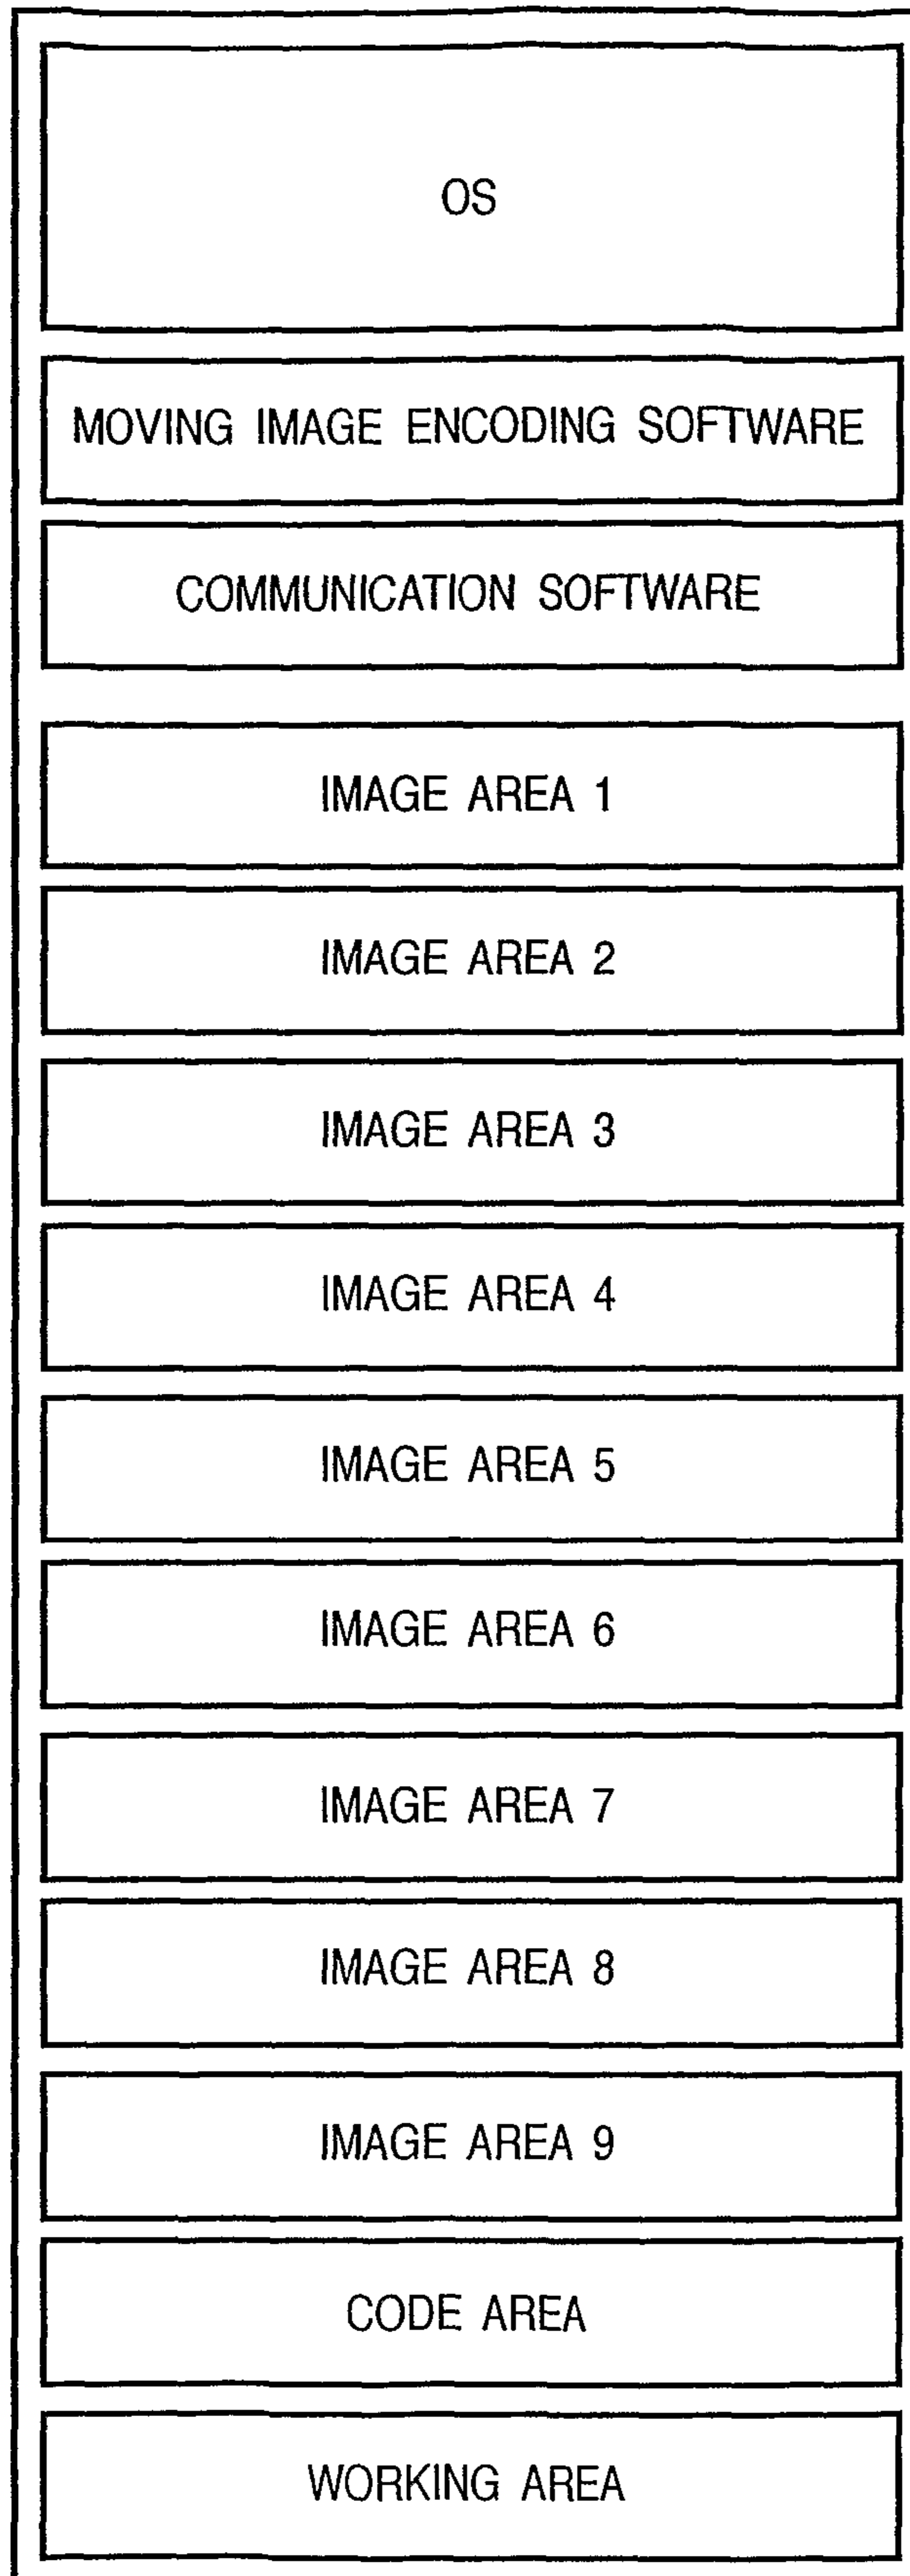 OS
MOVING IMAGE ENCODING SOFTWARE
COMMUNICATION SOFTWARE
IMAGE AREA 1
IMAGE AREA 2
IMAGE AREA 3
IMAGE AREA 4
IMAGE AREA 5
IMAGE AREA 6
IMAGE AREA 7
IMAGE AREA 8
IMAGE AREA 9
CODE AREA
WORKING AREA